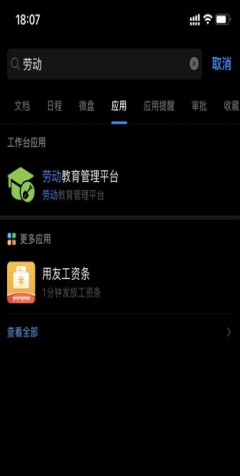 18:07
劳动
取消
文档 日程 微盘 应用 应用提醒 审批 收藏
工作台应用
劳动教育管理平台
劳动教育管理平台
更多应用
用友工资条
1分钟发放工资条
yonyou
查看全部